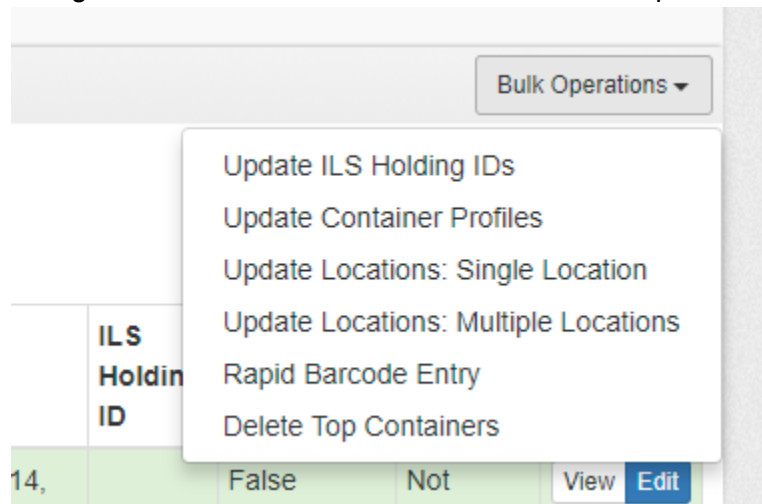 Bulk Operations
Update ILS Holding IDs
Update Container Profiles
Update Locations: Single Location
Update Locations: Multiple Locations
Rapid Barcode Entry
Delete Top Containers
ILS
Holdin
ID
14,
False
Not
View
Edit